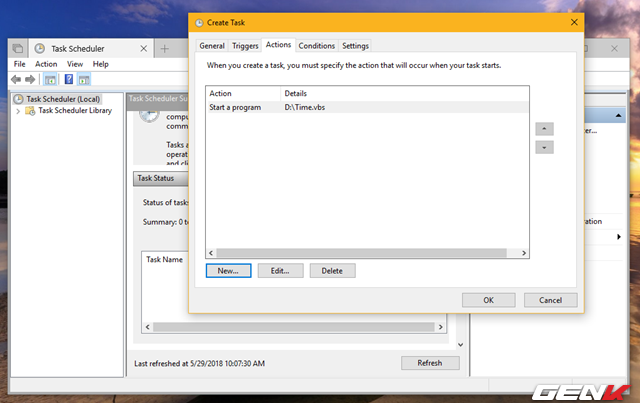 Create Task
General Triggers Actions Conditions Settings
When you create a task, you must specify the action that will occur when your task starts.
Action Details
Start a program D:\Time.vbs
New... Edit... Delete
OK Cancel
Task Scheduler
File Action View Help
Task Scheduler (Local)
Task Scheduler Library
Task Scheduler Su
compu
comm
Tasks a
operat
and cli
Task Status
Status of tasks
Summary: 0 to
Task Name
Last refreshed at 5/29/2018 10:07:30 AM
Refresh
er...
ration
GENK